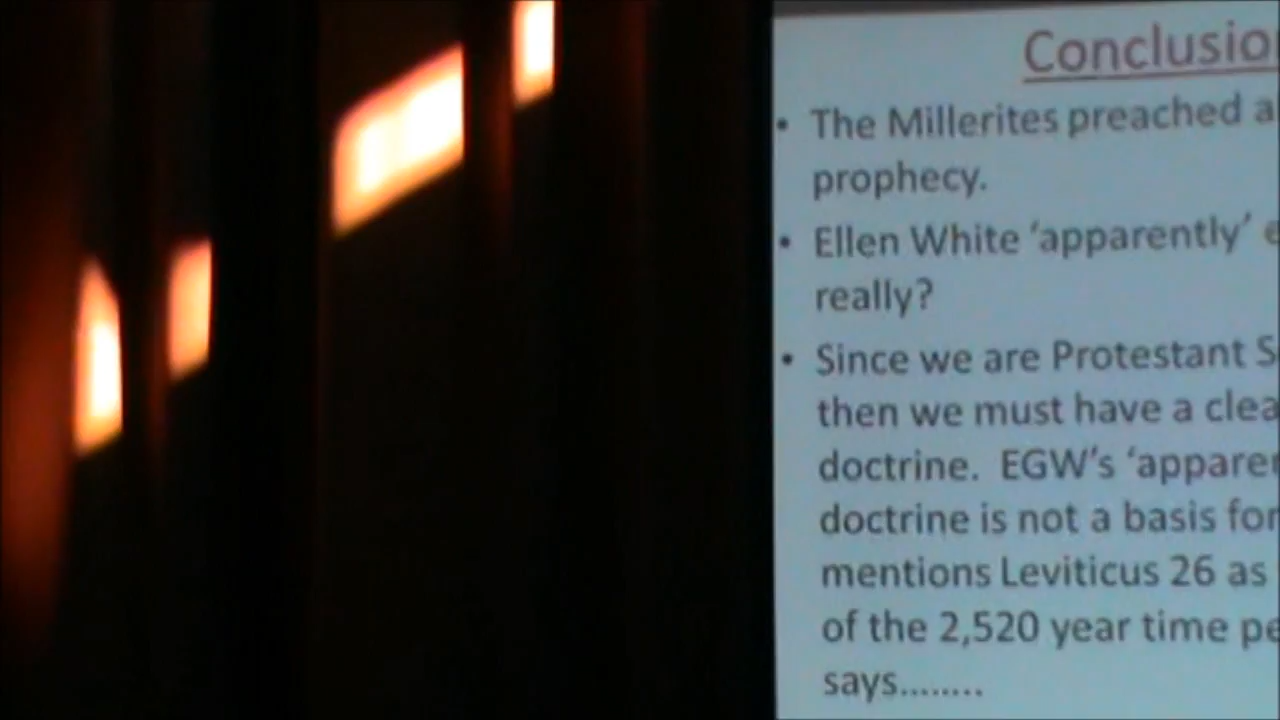 Conclusio
• The Millerites preached a
prophecy.
• Ellen White ‘apparently’ e
really?
• Since we are Protestant S
then we must have a clea
doctrine. EGW’s ‘apparen
doctrine is not a basis for
mentions Leviticus 26 as
of the 2,520 year time pe
says........